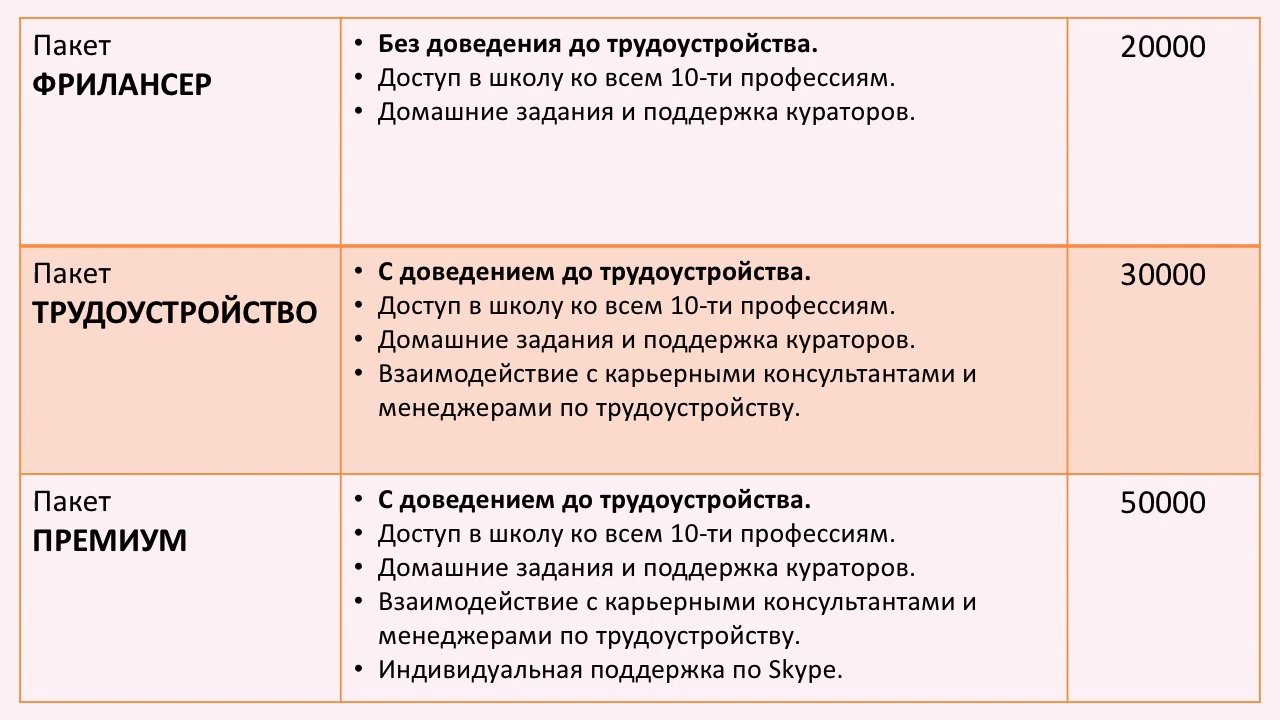 Пакет
ФРИЛАНСЕР
• Без доведения до трудоустройства.
• Доступ в школу ко всем 10-ти профессиям.
• Домашние задания и поддержка кураторов.
20000
Пакет
ТРУДОУСТРОЙСТВО
• С доведением до трудоустройства.
• Доступ в школу ко всем 10-ти профессиям.
• Домашние задания и поддержка кураторов.
• Взаимодействие с карьерными консультантами и
менеджерами по трудоустройству.
30000
Пакет
ПРЕМИУМ
• С доведением до трудоустройства.
• Доступ в школу ко всем 10-ти профессиям.
• Домашние задания и поддержка кураторов.
• Взаимодействие с карьерными консультантами и
менеджерами по трудоустройству.
• Индивидуальная поддержка по Skype.
50000